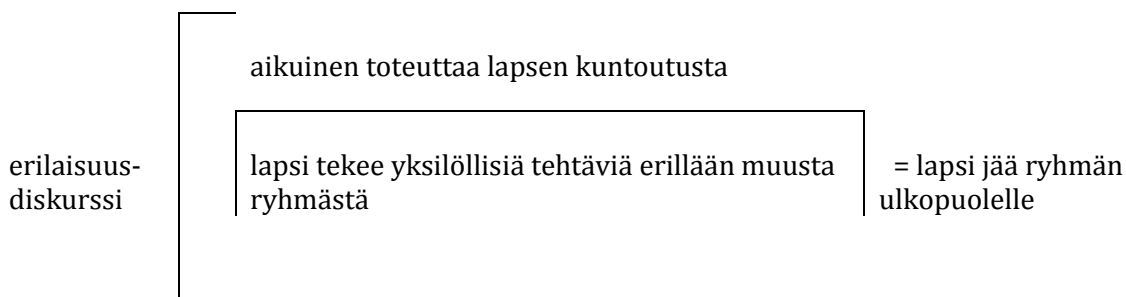 aikuinen toteuttaa lapsen kuntoutusta
erilaisuus-
diskurssi
lapsi tekee yksilöllisiä tehtäviä erillään muusta
ryhmästä
= lapsi jää ryhmän
ulkopuolelle